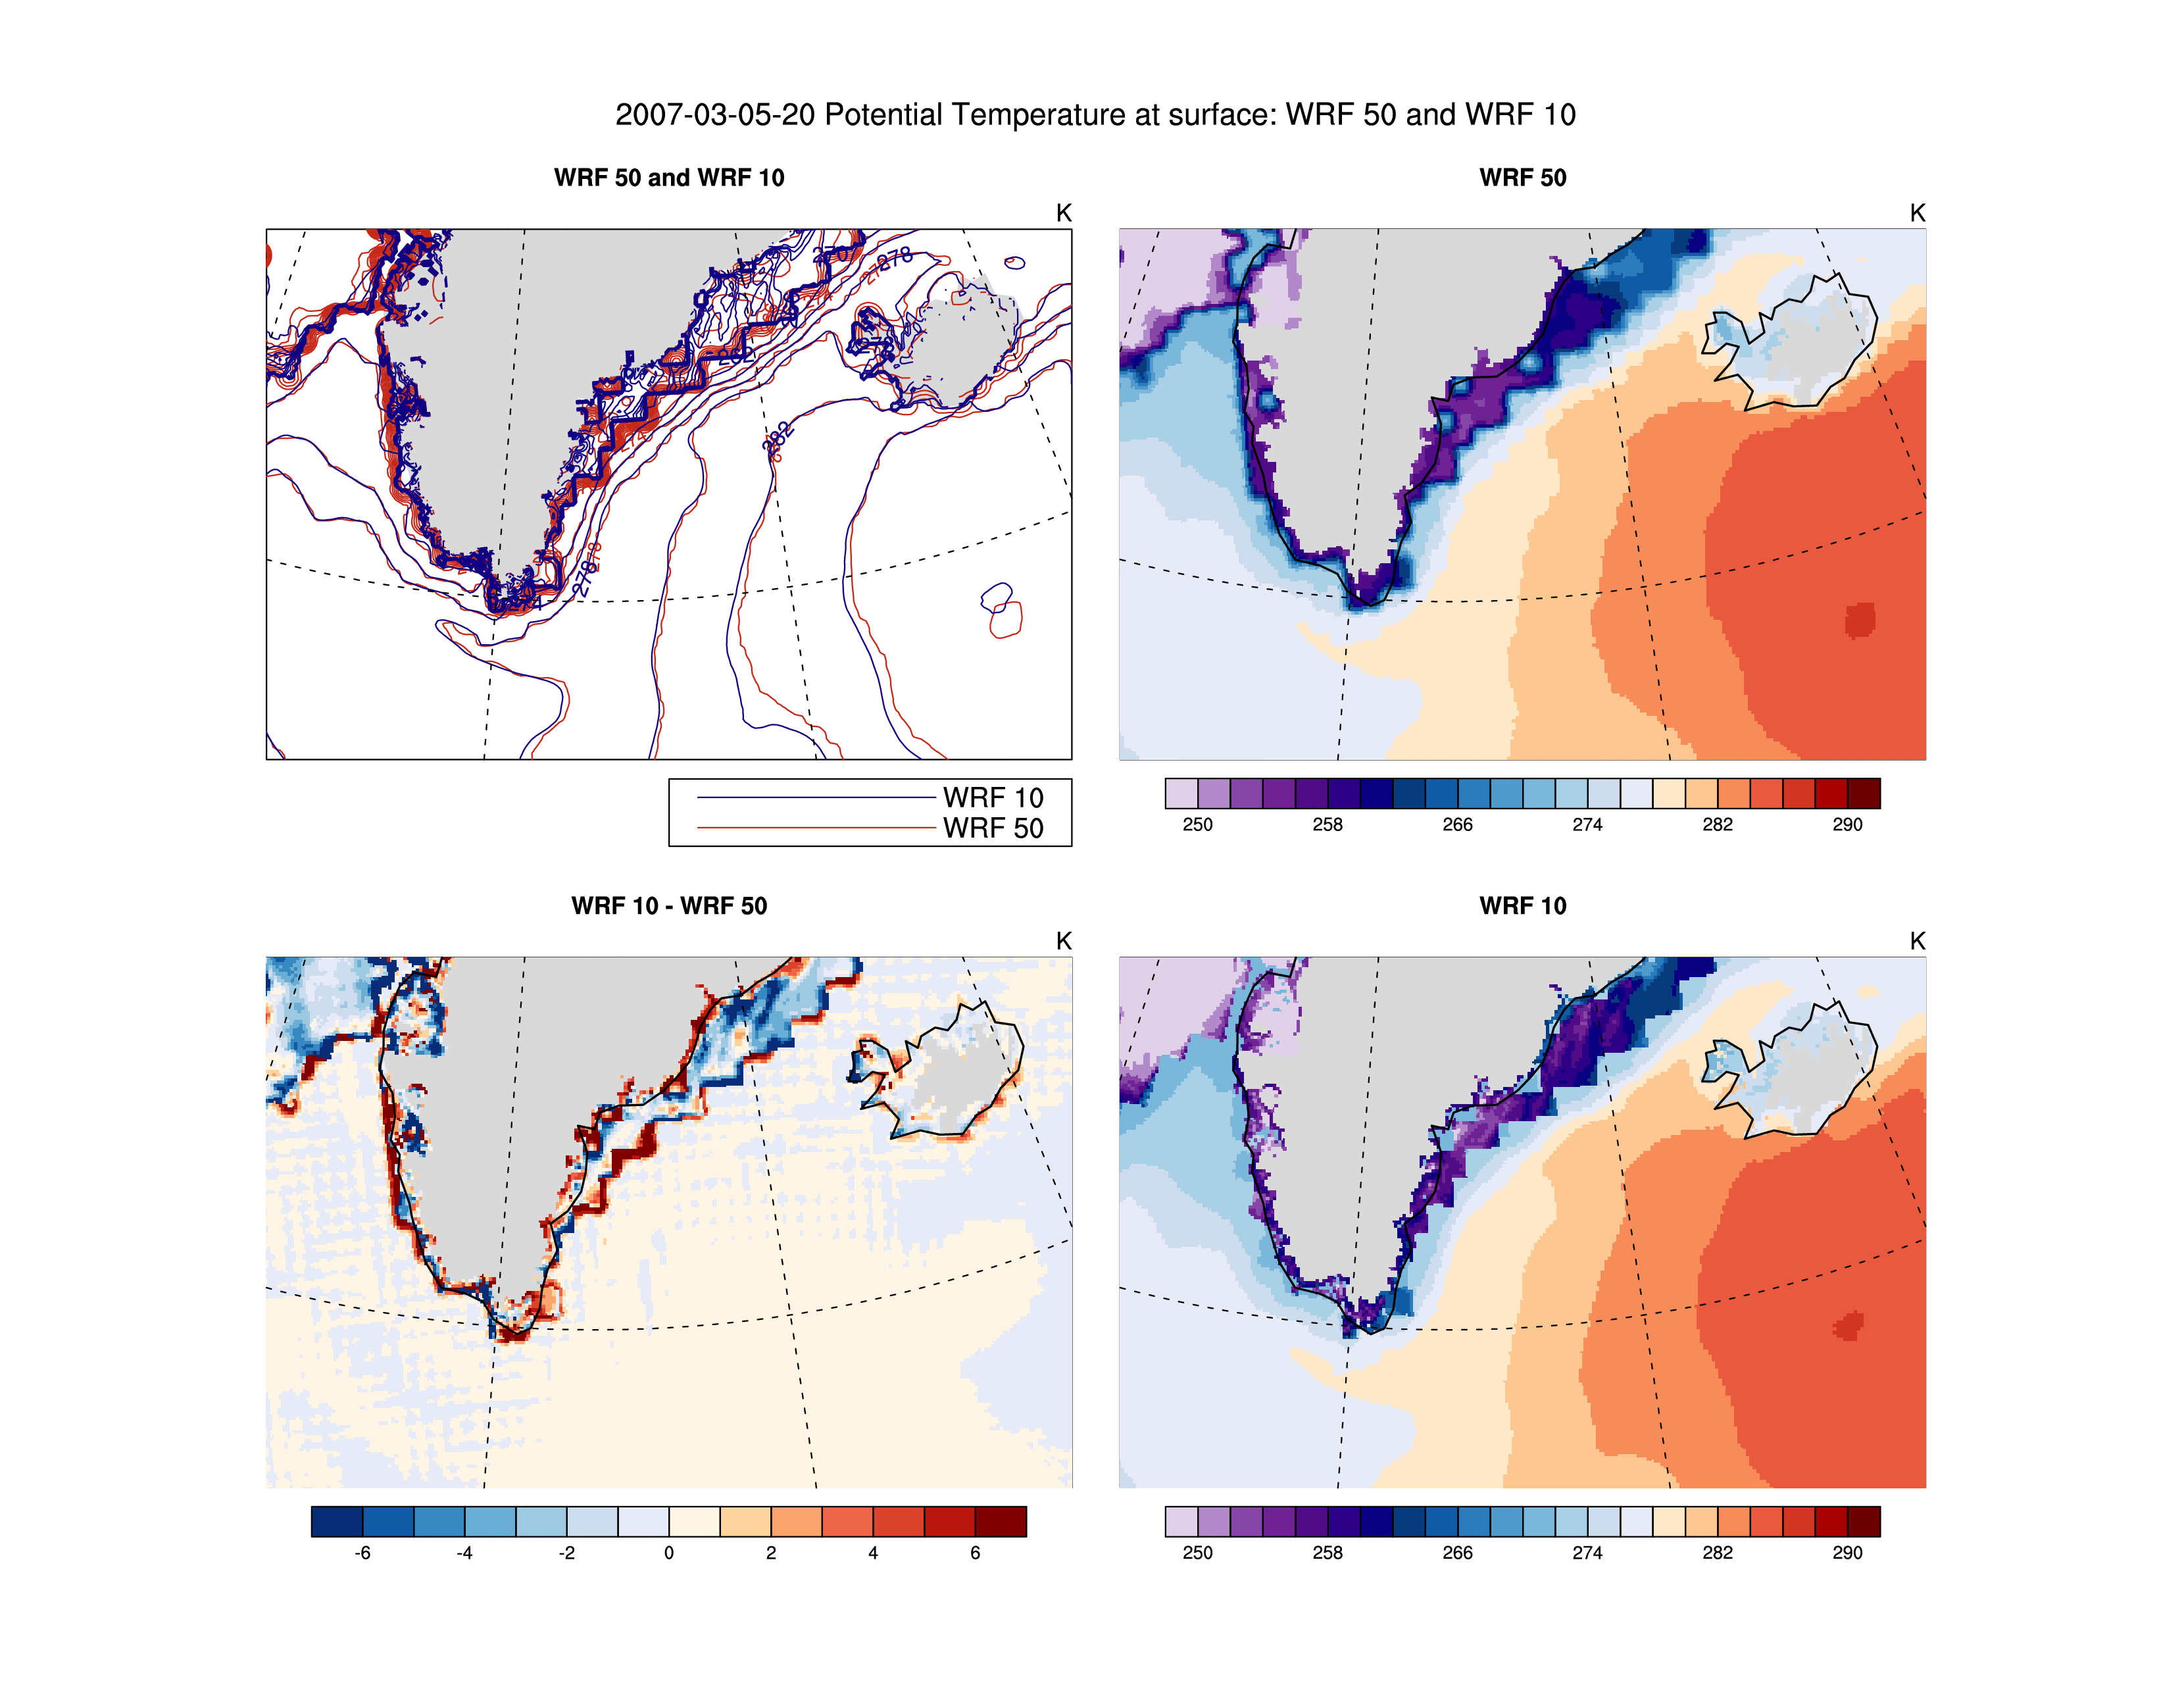 2007-03-05-20 Potential Temperature at surface: WRF 50 and WRF 10
WRF 50 and WRF 10
K
278
282
282
278
278
WRF 10
WRF 50
WRF 50
K
250 258 266 274 282 290
WRF 10 - WRF 50
K
-6 -4 -2 0 2 4 6
WRF 10
K
250 258 266 274 282 290